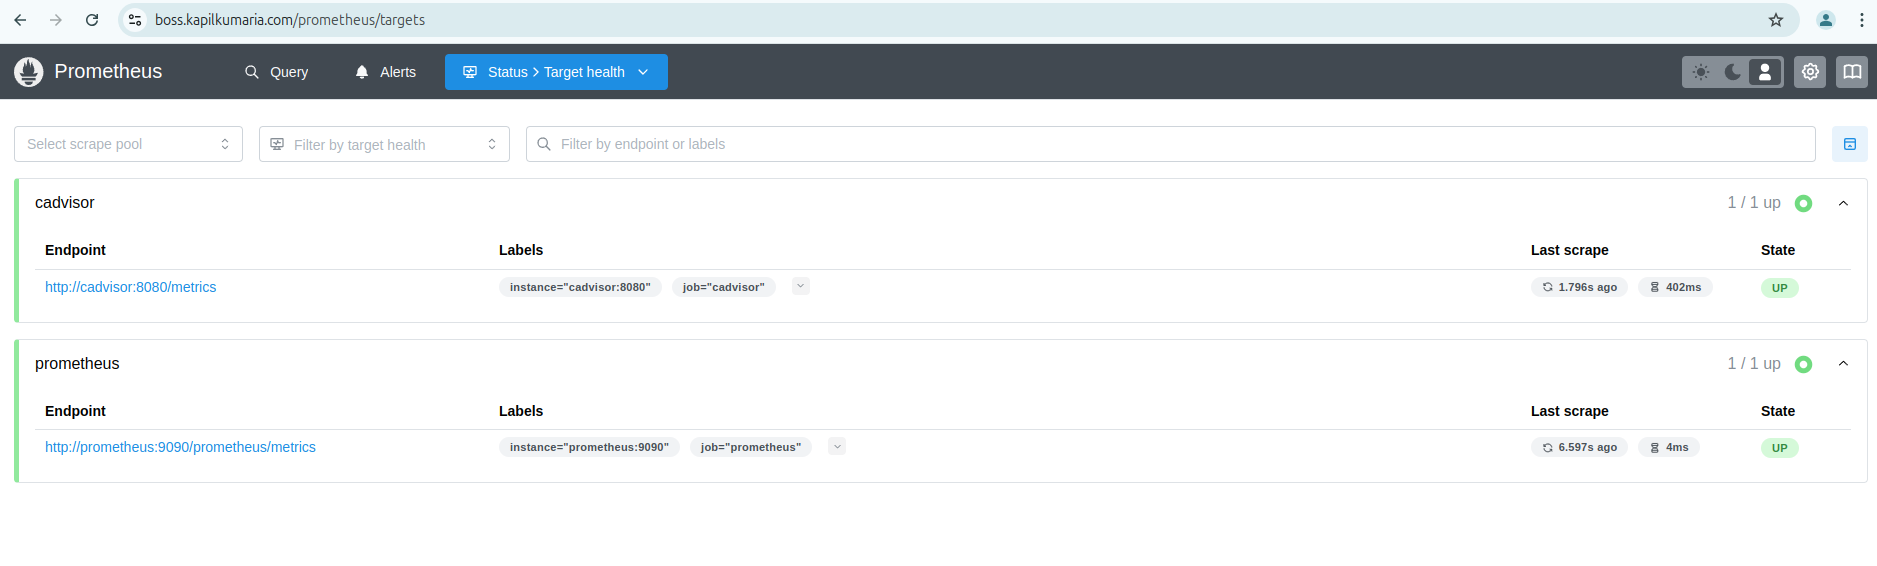 boss.kapilkumaria.com/prometheus/targets
Prometheus Query Alerts Status > Target health
Select scrape pool Filter by target health Filter by endpoint or labels
cadvisor 1 / 1 up
Endpoint Labels Last scrape State
http://cadvisor:8080/metrics instance="cadvisor:8080" job="cadvisor" 1.796s ago 402ms UP
prometheus 1 / 1 up
Endpoint Labels Last scrape State
http://prometheus:9090/prometheus/metrics instance="prometheus:9090" job="prometheus" 6.597s ago 4ms UP